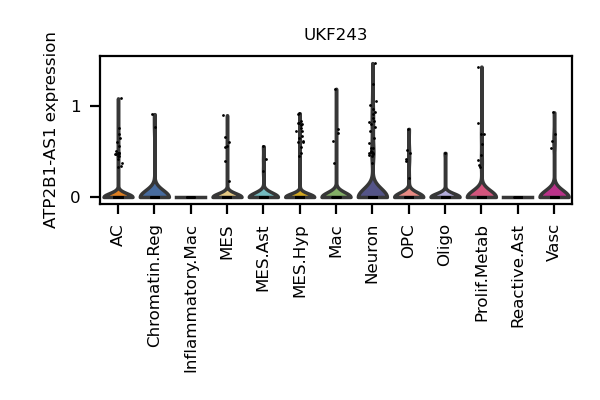 UKF243
ATP2B1-AS1 expression
1
0
AC
Chromatin.Reg
Inflammatory.Mac
MES
MES.Ast
MES.Hyp
Mac
Neuron
OPC
Oligo
Prolif.Metab
Reactive.Ast
Vasc